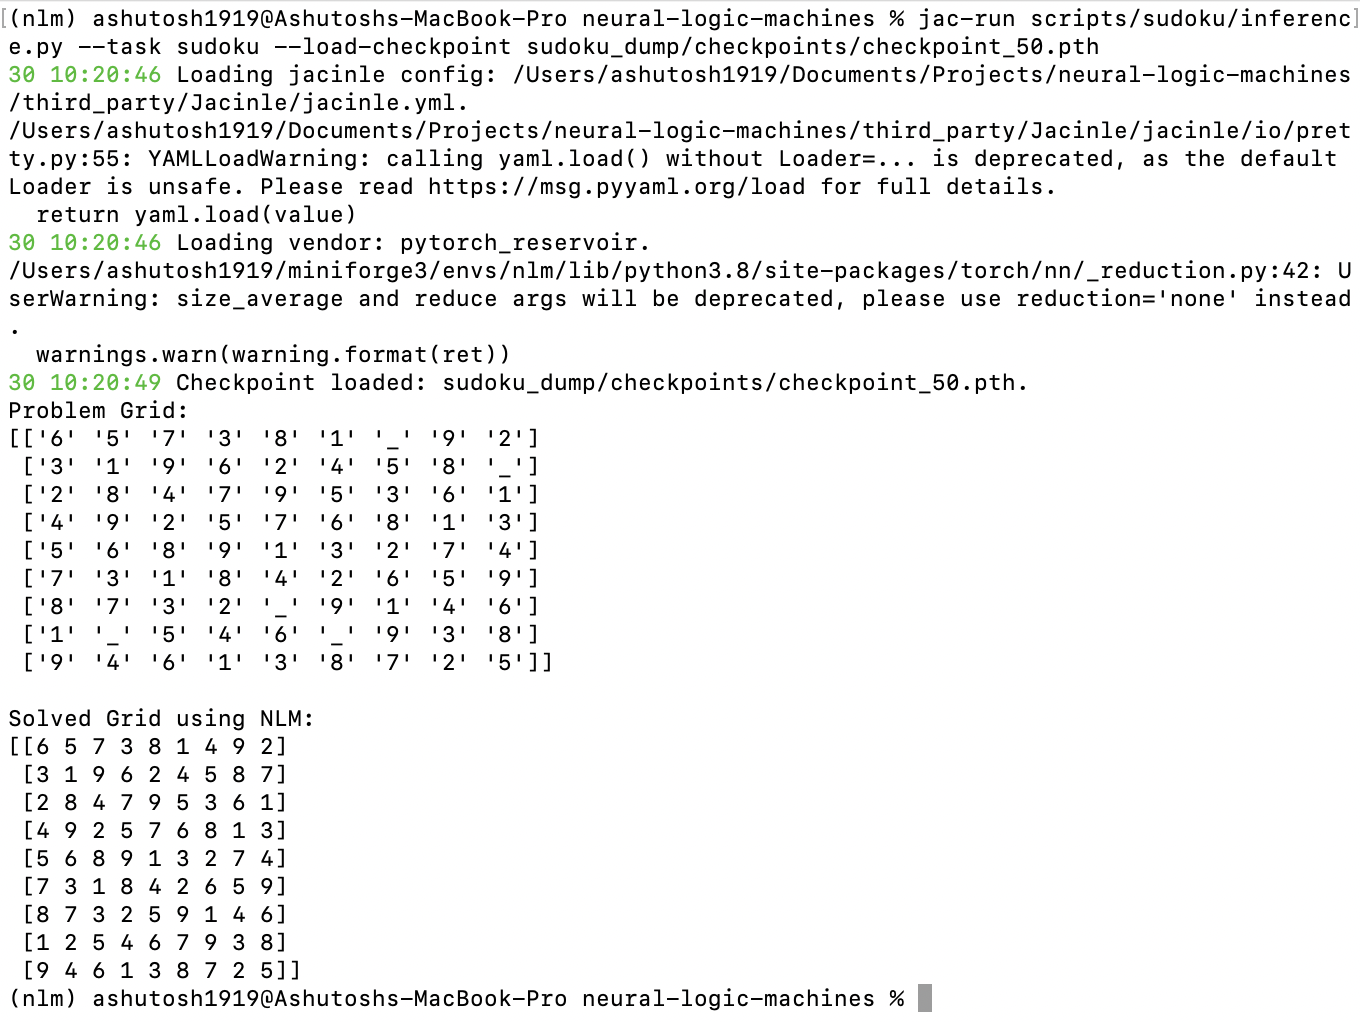 [(nlm) ashutosh1919@Ashutoshs-MacBook-Pro neural-logic-machines % jac-run scripts/sudoku/inferenc]
e.py --task sudoku --load-checkpoint sudoku_dump/checkpoints/checkpoint_50.pth
30 10:20:46 Loading jacinle config: /Users/ashutosh1919/Documents/Projects/neural-logic-machines
/third_party/Jacinle/jacinle.yml.
/Users/ashutosh1919/Documents/Projects/neural-logic-machines/third_party/Jacinle/jacinle/io/pret
ty.py:55: YAMLLoadWarning: calling yaml.load() without Loader=... is deprecated, as the default
Loader is unsafe. Please read https://msg.pyyaml.org/load for full details.
  return yaml.load(value)
30 10:20:46 Loading vendor: pytorch_reservoir.
/Users/ashutosh1919/miniforge3/envs/nlm/lib/python3.8/site-packages/torch/nn/_reduction.py:42: U
serWarning: size_average and reduce args will be deprecated, please use reduction='none' instead
.
  warnings.warn(warning.format(ret))
30 10:20:49 Checkpoint loaded: sudoku_dump/checkpoints/checkpoint_50.pth.
Problem Grid:
[['6' '5' '7' '3' '8' '1' '_' '9' '2']
 ['3' '1' '9' '6' '2' '4' '5' '8' '_']
 ['2' '8' '4' '7' '9' '5' '3' '6' '1']
 ['4' '9' '2' '5' '7' '6' '8' '1' '3']
 ['5' '6' '8' '9' '1' '3' '2' '7' '4']
 ['7' '3' '1' '8' '4' '2' '6' '5' '9']
 ['8' '7' '3' '2' '_' '9' '1' '4' '6']
 ['1' '_' '5' '4' '6' '_' '9' '3' '8']
 ['9' '4' '6' '1' '3' '8' '7' '2' '5']]

Solved Grid using NLM:
[[6 5 7 3 8 1 4 9 2]
 [3 1 9 6 2 4 5 8 7]
 [2 8 4 7 9 5 3 6 1]
 [4 9 2 5 7 6 8 1 3]
 [5 6 8 9 1 3 2 7 4]
 [7 3 1 8 4 2 6 5 9]
 [8 7 3 2 5 9 1 4 6]
 [1 2 5 4 6 7 9 3 8]
 [9 4 6 1 3 8 7 2 5]]
(nlm) ashutosh1919@Ashutoshs-MacBook-Pro neural-logic-machines %